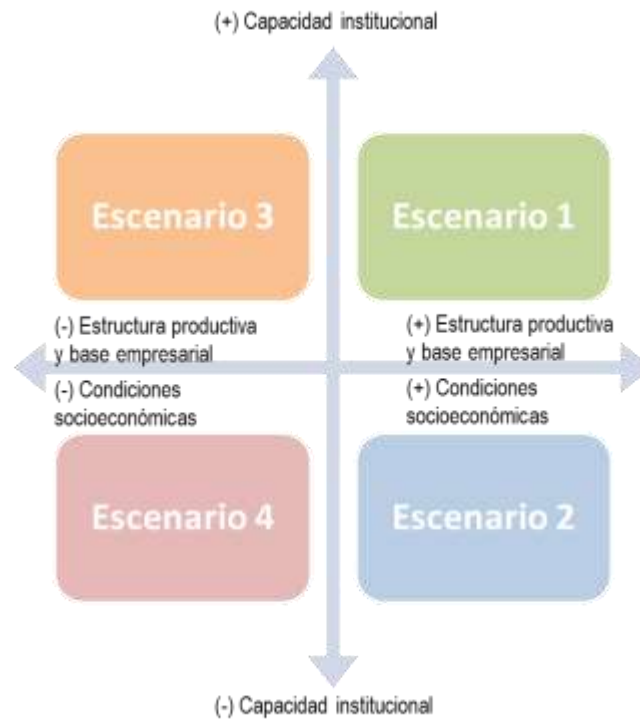 (+) Capacidad institucional
Escenario 3
Escenario 1
(-) Estructura productiva
y base empresarial
(+) Estructura productiva
y base empresarial
(-) Condiciones
socioeconómicas
(+) Condiciones
socioeconómicas
Escenario 4
Escenario 2
(-) Capacidad institucional